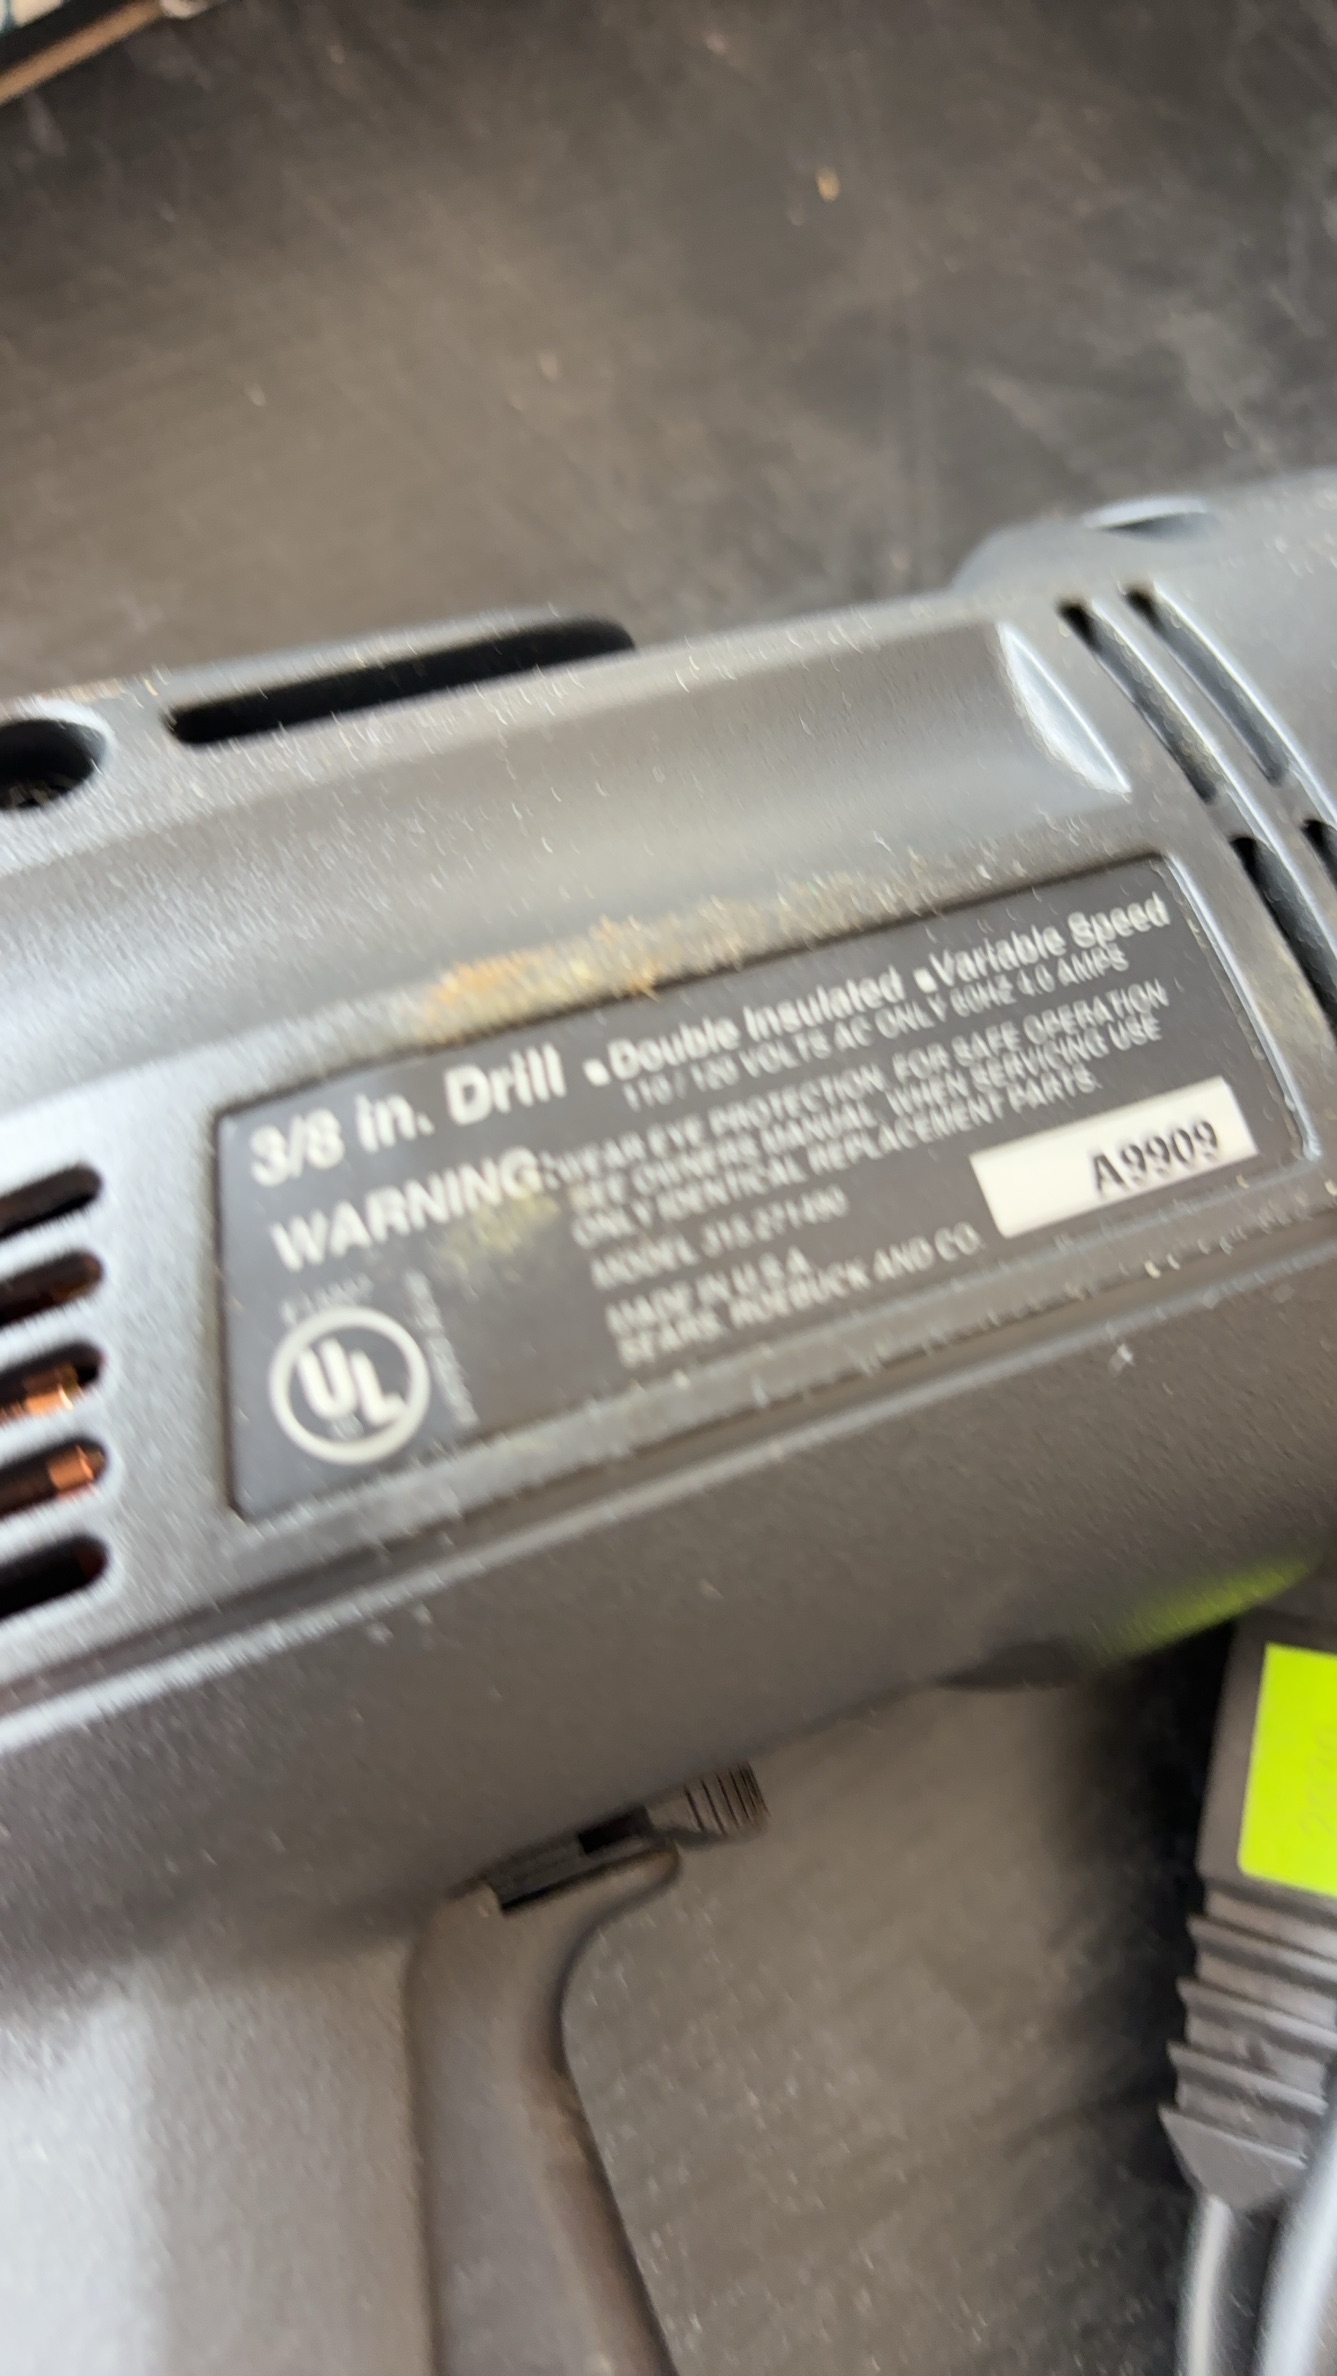 3/8 in. Drill
▪Double Insulated ▪Variable Speed
110 / 120 VOLTS AC ONLY 60HZ 4.0 AMPS
WARNING: WEAR EYE PROTECTION. FOR SAFE OPERATION
SEE OWNERS MANUAL. WHEN SERVICING USE
ONLY IDENTICAL REPLACEMENT PARTS.
MODEL
A9909
MADE IN U.S.A.
SEARS, ROEBUCK AND CO.
UL